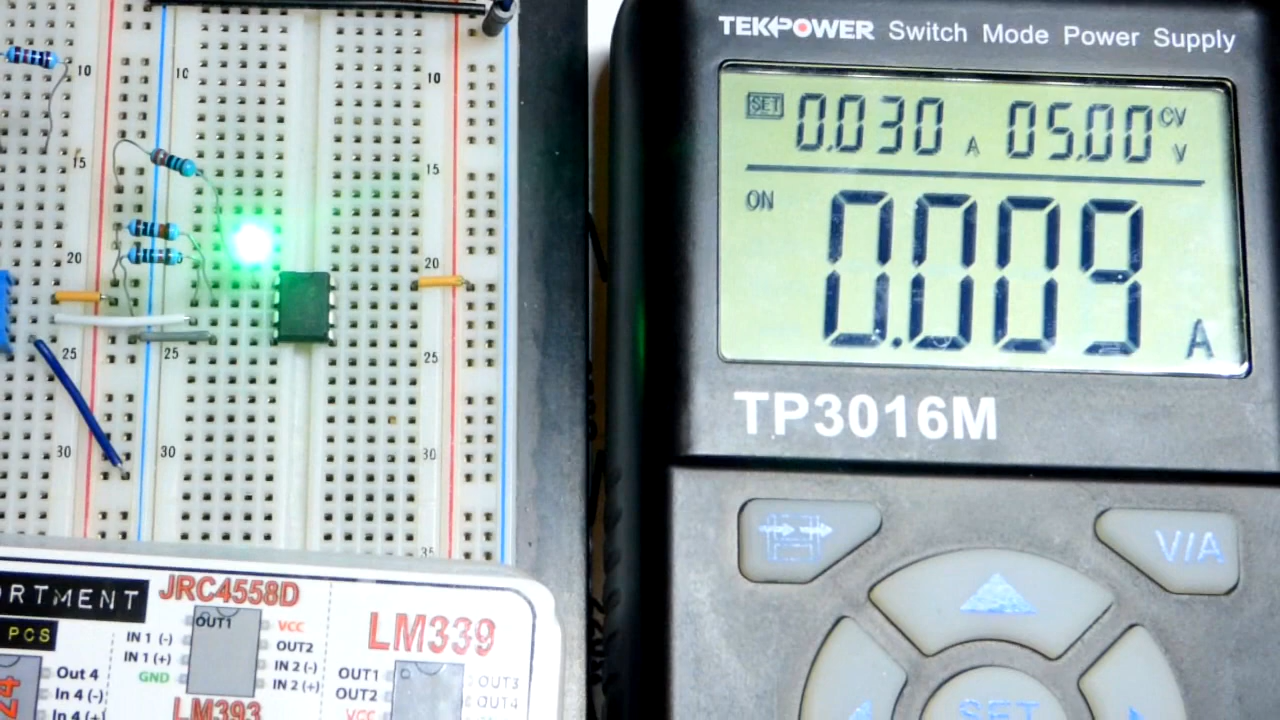 TEKPOWER Switch Mode Power Supply
SET 0.030 A 05.00 CV V
ON 0.009 A
TP3016M
V/A
SET
10 10 10
15 15
20 20
25 25 25
30 30 30
35
ORTMENT
PCS
JRC4558D
OUT1 VCC
IN 1 (-) OUT2
IN 1 (+) IN 2 (-)
GND IN 2 (+)
LM393
Out 4
In 4 (-)
In 4 (+)
LM339
OUT1 OUT3
OUT2 OUT4
VCC